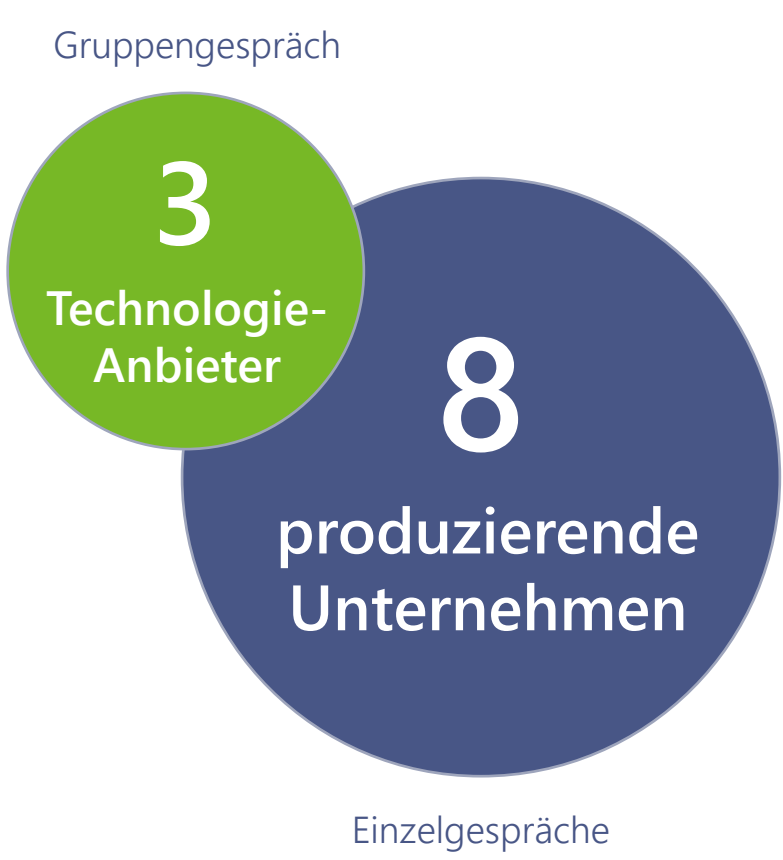 Gruppengespräch
3
Technologie-
Anbieter
8
produzierende
Unternehmen
Einzelgespräche